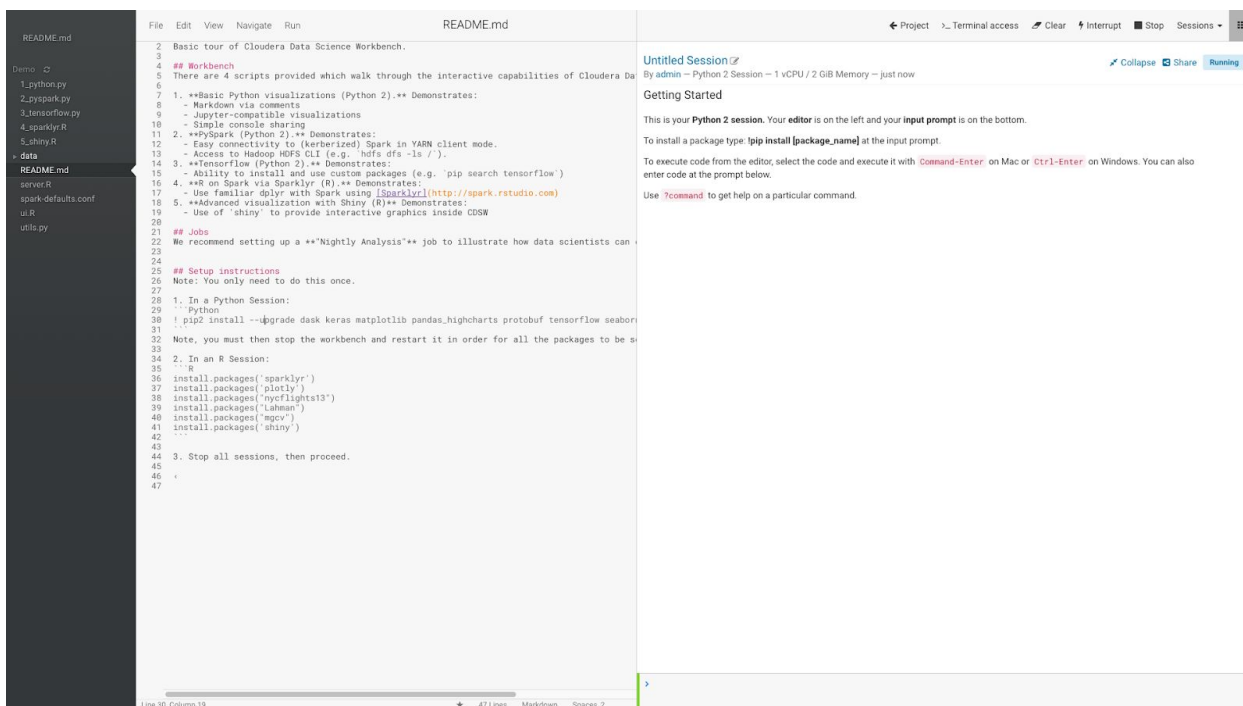 README.md
Demo
1_python.py
2_pyspark.py
3_tensorflow.py
4_sparklyr.R
5_shiny.R
data
README.md
server.R
spark-defaults.conf
ui.R
utils.py
File Edit View Navigate Run README.md
2 Basic tour of Cloudera Data Science Workbench.
3
4 ## Workbench
5 There are 4 scripts provided which walk through the interactive capabilities of Cloudera Da
6
7 1. **Basic Python visualizations (Python 2).** Demonstrates:
8 - Markdown via comments
9 - Jupyter-compatible visualizations
10 - Simple console sharing
11 2. **PySpark (Python 2).** Demonstrates:
12 - Easy connectivity to (kerberized) Spark in YARN client mode.
13 - Access to Hadoop HDFS CLI (e.g. `hdfs dfs -ls /`).
14 3. **Tensorflow (Python 2).** Demonstrates:
15 - Ability to install and use custom packages (e.g. `pip search tensorflow`)
16 4. **R on Spark via Sparklyr (R).** Demonstrates:
17 - Use familiar dplyr with Spark using [Sparklyr](http://spark.rstudio.com)
18 5. **Advanced visualization with Shiny (R)** Demonstrates:
19 - Use of 'shiny' to provide interactive graphics inside CDSW
20
21 ## Jobs
22 We recommend setting up a **"Nightly Analysis"** job to illustrate how data scientists can
23
24
25 ## Setup instructions
26 Note: You only need to do this once.
27
28 1. In a Python Session:
29 ```Python
30 ! pip2 install --upgrade dask keras matplotlib pandas_highcharts protobuf tensorflow seabor
31 ```
32 Note, you must then stop the workbench and restart it in order for all the packages to be s
33
34 2. In an R Session:
35 ```R
36 install.packages('sparklyr')
37 install.packages('plotly')
38 install.packages("nycflights13")
39 install.packages("Lahman")
40 install.packages("mgcv")
41 install.packages('shiny')
42 ```
43
44 3. Stop all sessions, then proceed.
45
46
47
Line 30, Column 19 ★ 47 Lines Markdown Spaces 2
Project >_ Terminal access Clear Interrupt Stop Sessions
Untitled Session
Collapse Share Running
By admin — Python 2 Session — 1 vCPU / 2 GiB Memory — just now
Getting Started
This is your Python 2 session. Your editor is on the left and your input prompt is on the bottom.
To install a package type: !pip install [package_name] at the input prompt.
To execute code from the editor, select the code and execute it with Command-Enter on Mac or Ctrl-Enter on Windows. You can also
enter code at the prompt below.
Use ?command to get help on a particular command.
>